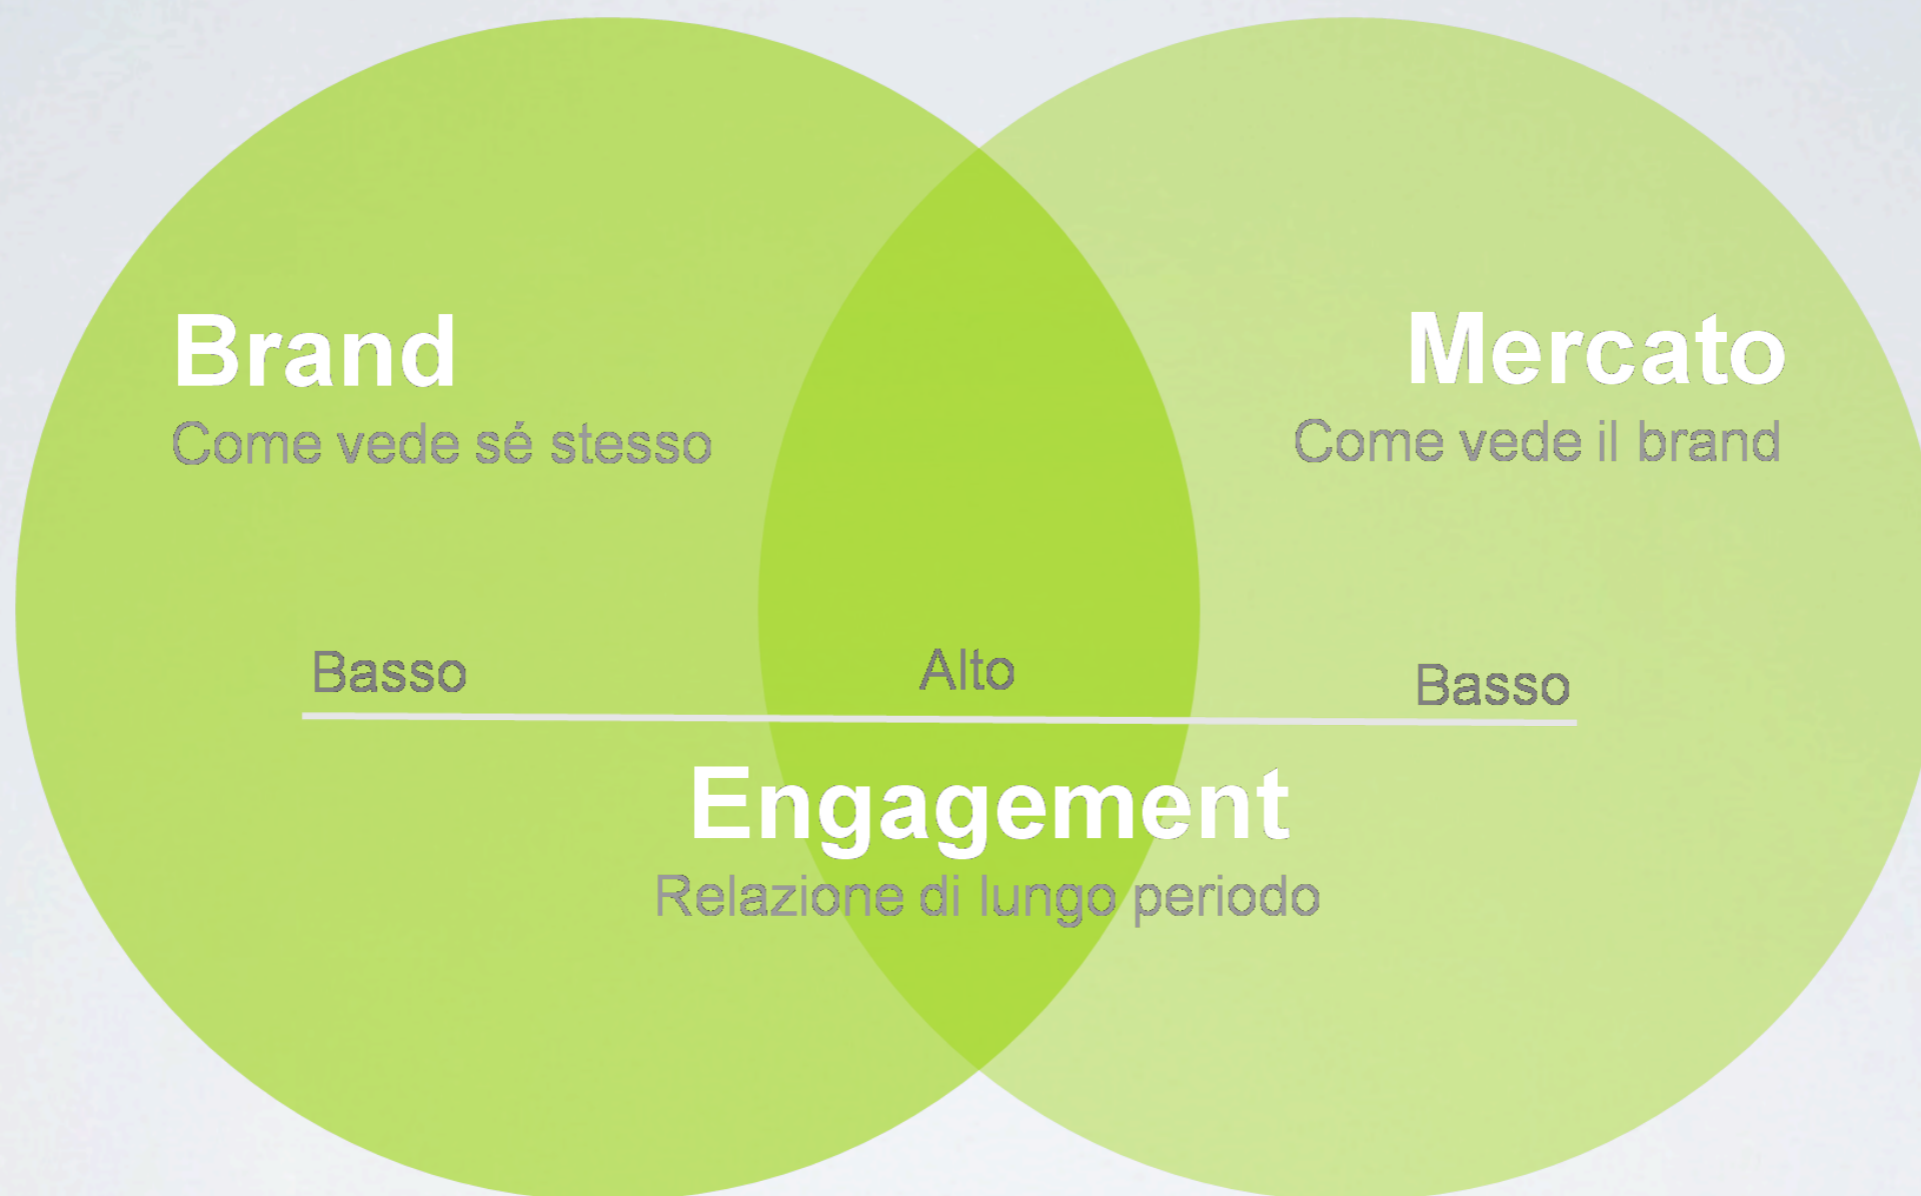 Brand
Come vede sé stesso
Mercato
Come vede il brand
Basso
Alto
Basso
Engagement
Relazione di lungo periodo